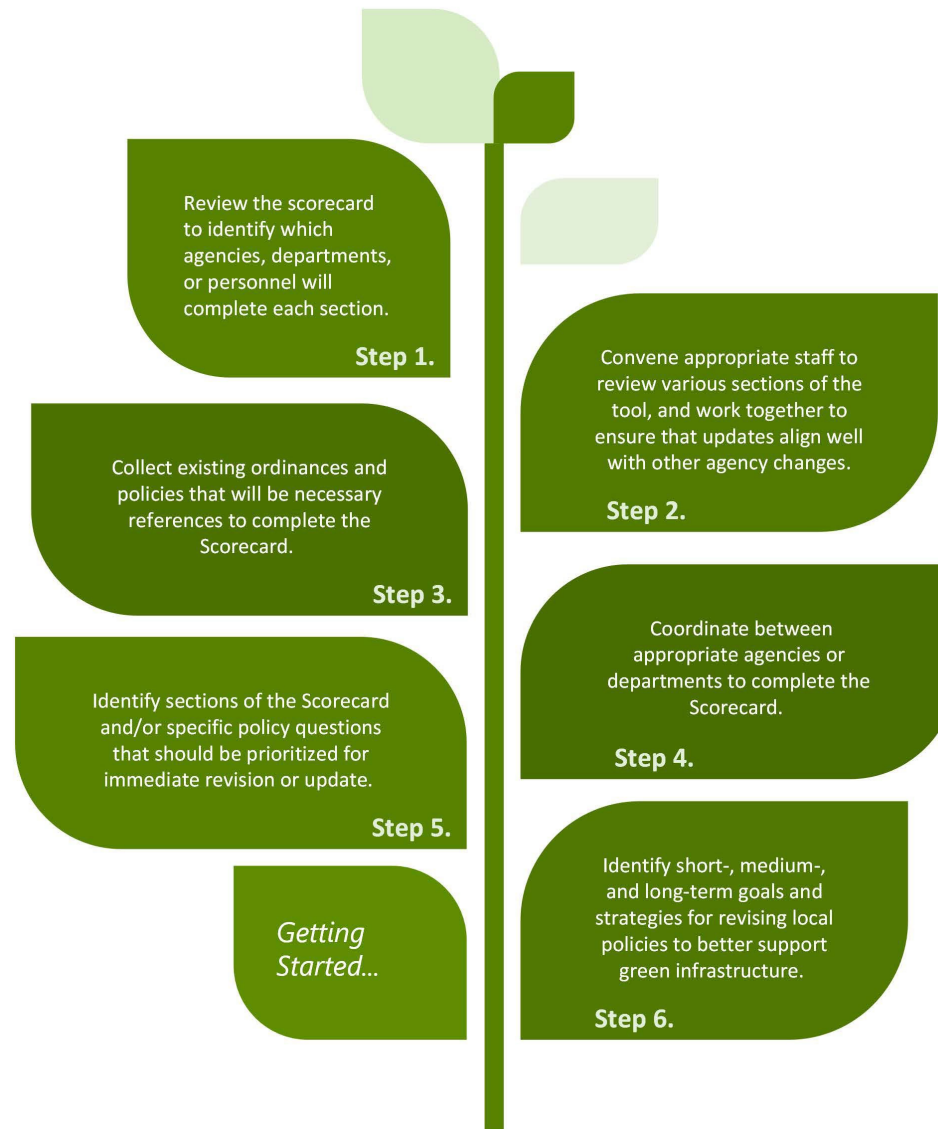 Review the scorecard
to identify which
agencies, departments,
or personnel will
complete each section.
Step 1.
Convene appropriate staff to
review various sections of the
tool, and work together to
ensure that updates align well
with other agency changes.
Step 2.
Collect existing ordinances and
policies that will be necessary
references to complete the
Scorecard.
Step 3.
Coordinate between
appropriate agencies or
departments to complete the
Scorecard.
Step 4.
Identify sections of the Scorecard
and/or specific policy questions
that should be prioritized for
immediate revision or update.
Step 5.
Identify short-, medium-,
and long-term goals and
strategies for revising local
policies to better support
green infrastructure.
Step 6.
Getting
Started...